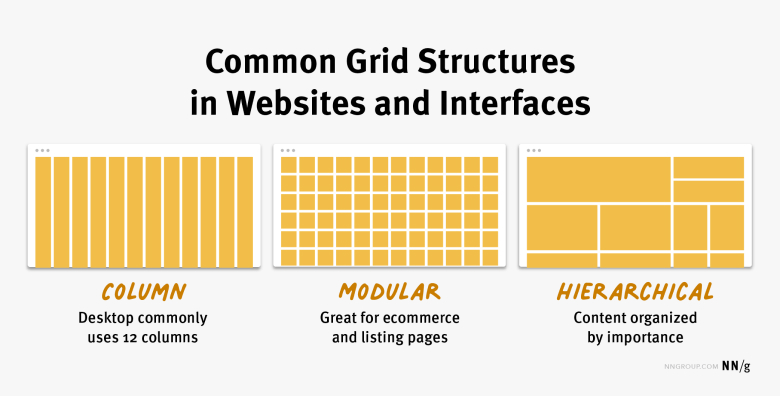 Common Grid Structures
in Websites and Interfaces
COLUMN
Desktop commonly
uses 12 columns
MODULAR
Great for ecommerce
and listing pages
HIERARCHICAL
Content organized
by importance
NNGROUP.COM NN/g